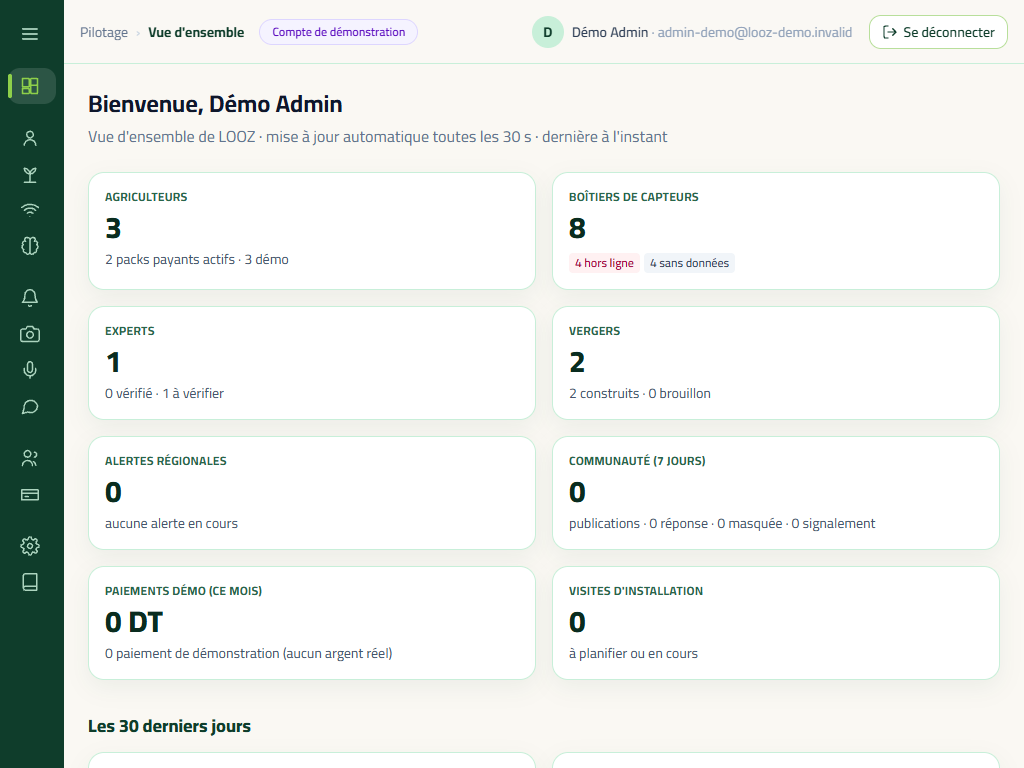 Pilotage › Vue d'ensemble Compte de démonstration D Démo Admin · admin-demo@looz-demo.invalid Se déconnecter
Bienvenue, Démo Admin
Vue d'ensemble de LOOZ · mise à jour automatique toutes les 30 s · dernière à l'instant
AGRICULTEURS
3
2 packs payants actifs · 3 démo
BOÎTIERS DE CAPTEURS
8
4 hors ligne 4 sans données
EXPERTS
1
0 vérifié · 1 à vérifier
VERGERS
2
2 construits · 0 brouillon
ALERTES RÉGIONALES
0
aucune alerte en cours
COMMUNAUTÉ (7 JOURS)
0
publications · 0 réponse · 0 masquée · 0 signalement
PAIEMENTS DÉMO (CE MOIS)
0 DT
0 paiement de démonstration (aucun argent réel)
VISITES D'INSTALLATION
0
à planifier ou en cours
Les 30 derniers jours